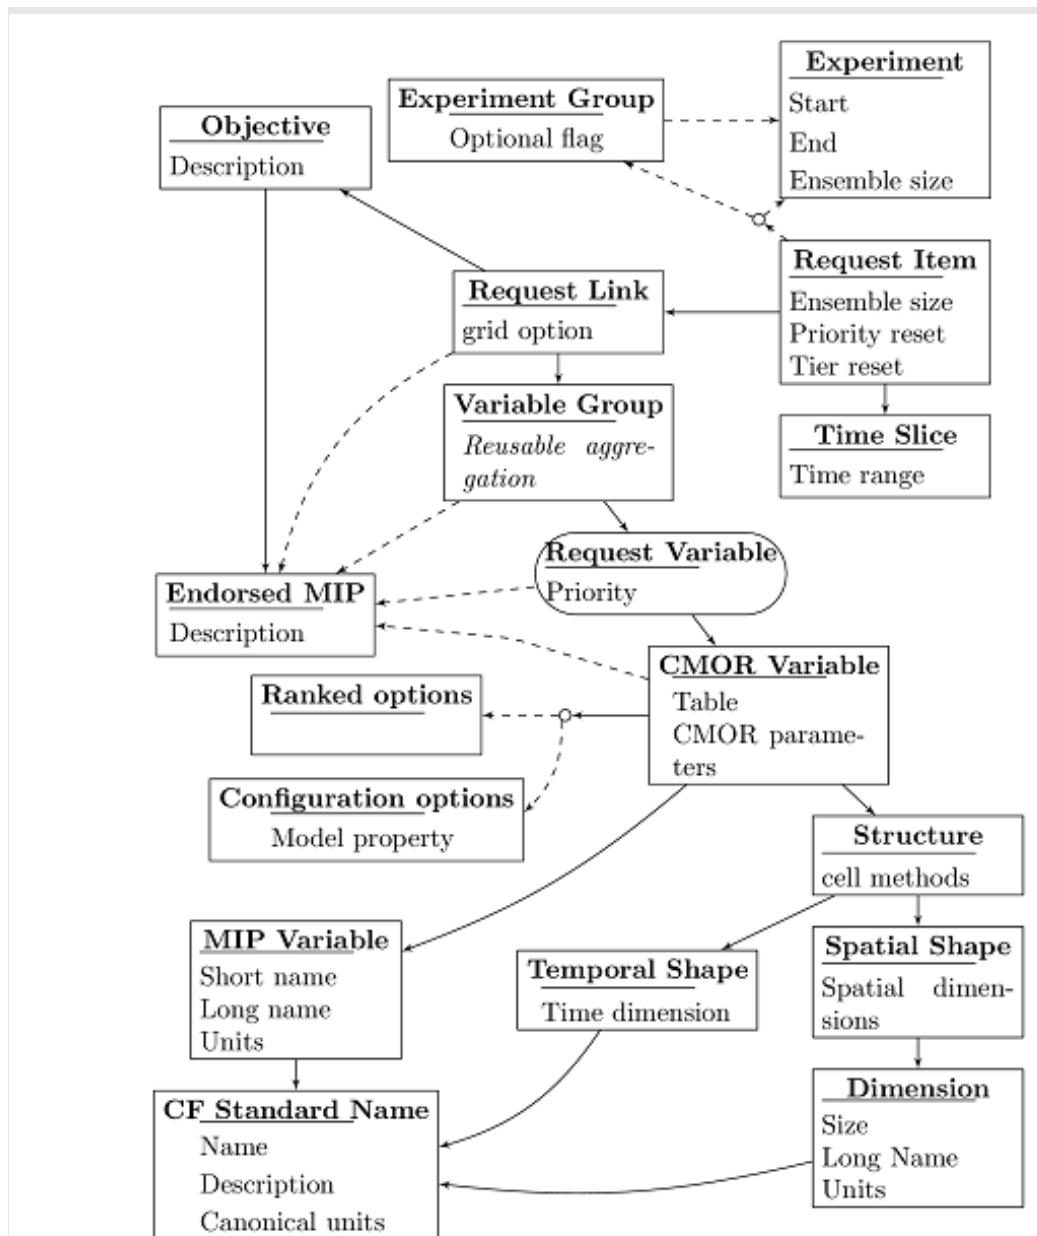 Experiment
Start
End
Ensemble size
Experiment Group
Optional flag
Objective
Description
Request Item
Ensemble size
Priority reset
Tier reset
Request Link
grid option
Variable Group
Reusable aggre-
gation
Time Slice
Time range
Request Variable
Priority
Endorsed MIP
Description
CMOR Variable
Table
CMOR parame-
ters
Ranked options
Configuration options
Model property
Structure
cell methods
MIP Variable
Short name
Long name
Units
Temporal Shape
Time dimension
Spatial Shape
Spatial dimen-
sions
Dimension
Size
Long Name
Units
CF Standard Name
Name
Description
Canonical units